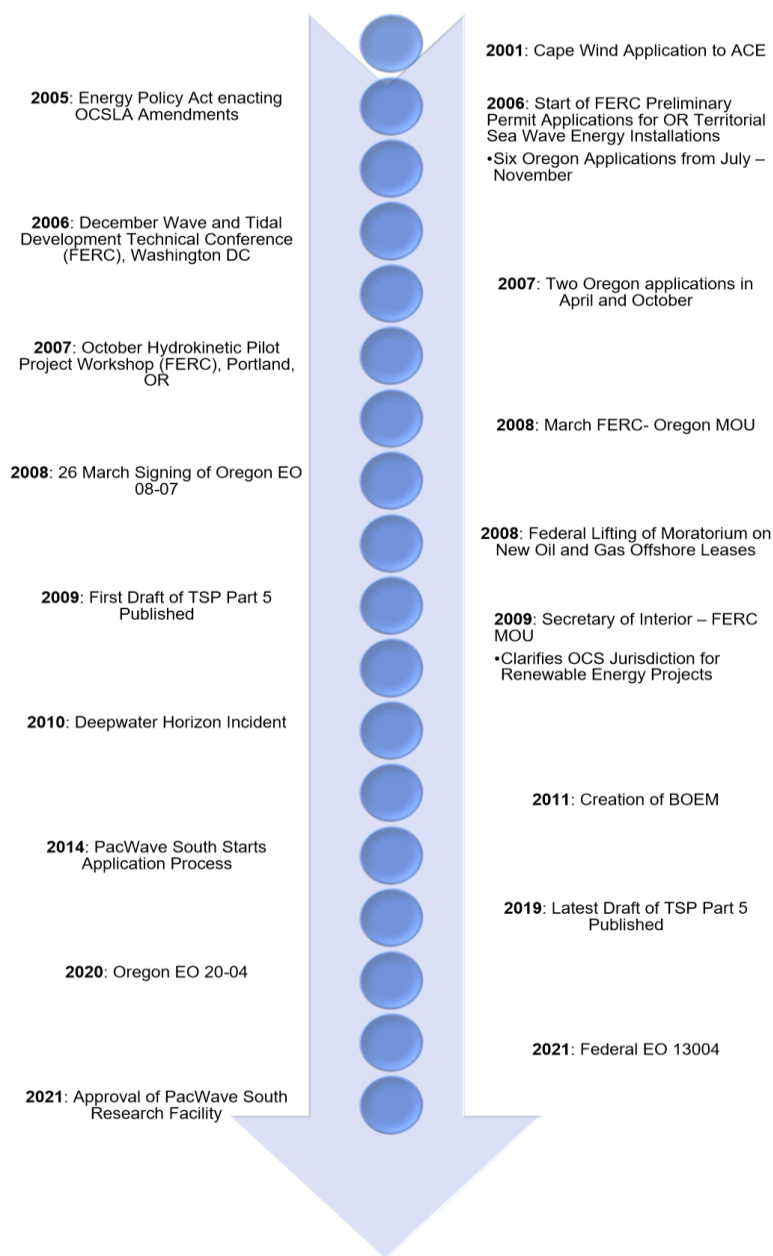 2001: Cape Wind Application to ACE
2005: Energy Policy Act enacting
OCSLA Amendments
2006: Start of FERC Preliminary
Permit Applications for OR Territorial
Sea Wave Energy Installations
•Six Oregon Applications from July –
November
2006: December Wave and Tidal
Development Technical Conference
(FERC), Washington DC
2007: Two Oregon applications in
April and October
2007: October Hydrokinetic Pilot
Project Workshop (FERC), Portland,
OR
2008: March FERC- Oregon MOU
2008: 26 March Signing of Oregon EO
08-07
2008: Federal Lifting of Moratorium on
New Oil and Gas Offshore Leases
2009: First Draft of TSP Part 5
Published
2009: Secretary of Interior – FERC
MOU
•Clarifies OCS Jurisdiction for
Renewable Energy Projects
2010: Deepwater Horizon Incident
2011: Creation of BOEM
2014: PacWave South Starts
Application Process
2019: Latest Draft of TSP Part 5
Published
2020: Oregon EO 20-04
2021: Federal EO 13004
2021: Approval of PacWave South
Research Facility